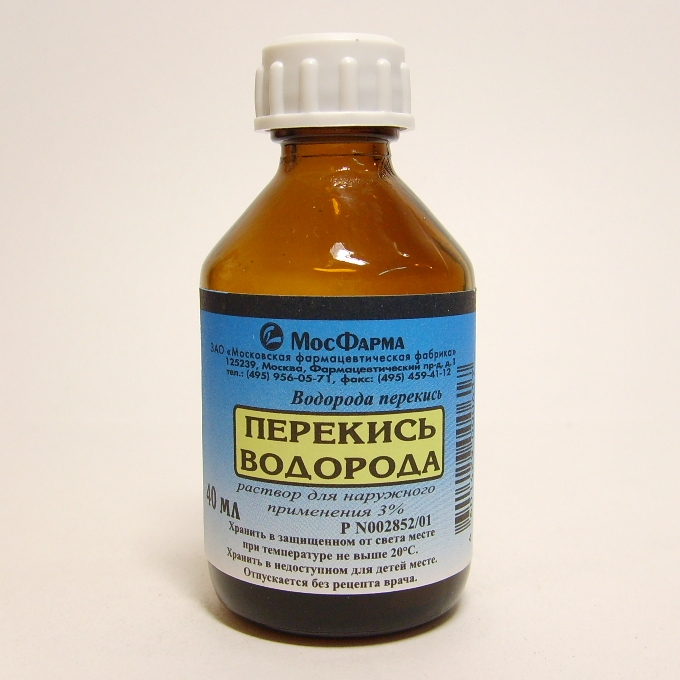 МосФарма
ЗАО «Московская фармацевтическая фабрика»
125239, Москва, Фармацевтический пр-д, д.1
тел.: (495) 956-05-71, факс: (495) 459-41-12
Водорода перекись
ПЕРЕКИСЬ
ВОДОРОДА
раствор для наружного
применения 3%
40 мл
Р N002852/01
Хранить в защищенном от света месте
при температуре не выше 20°С.
Хранить в недоступном для детей месте.
Отпускается без рецепта врача.